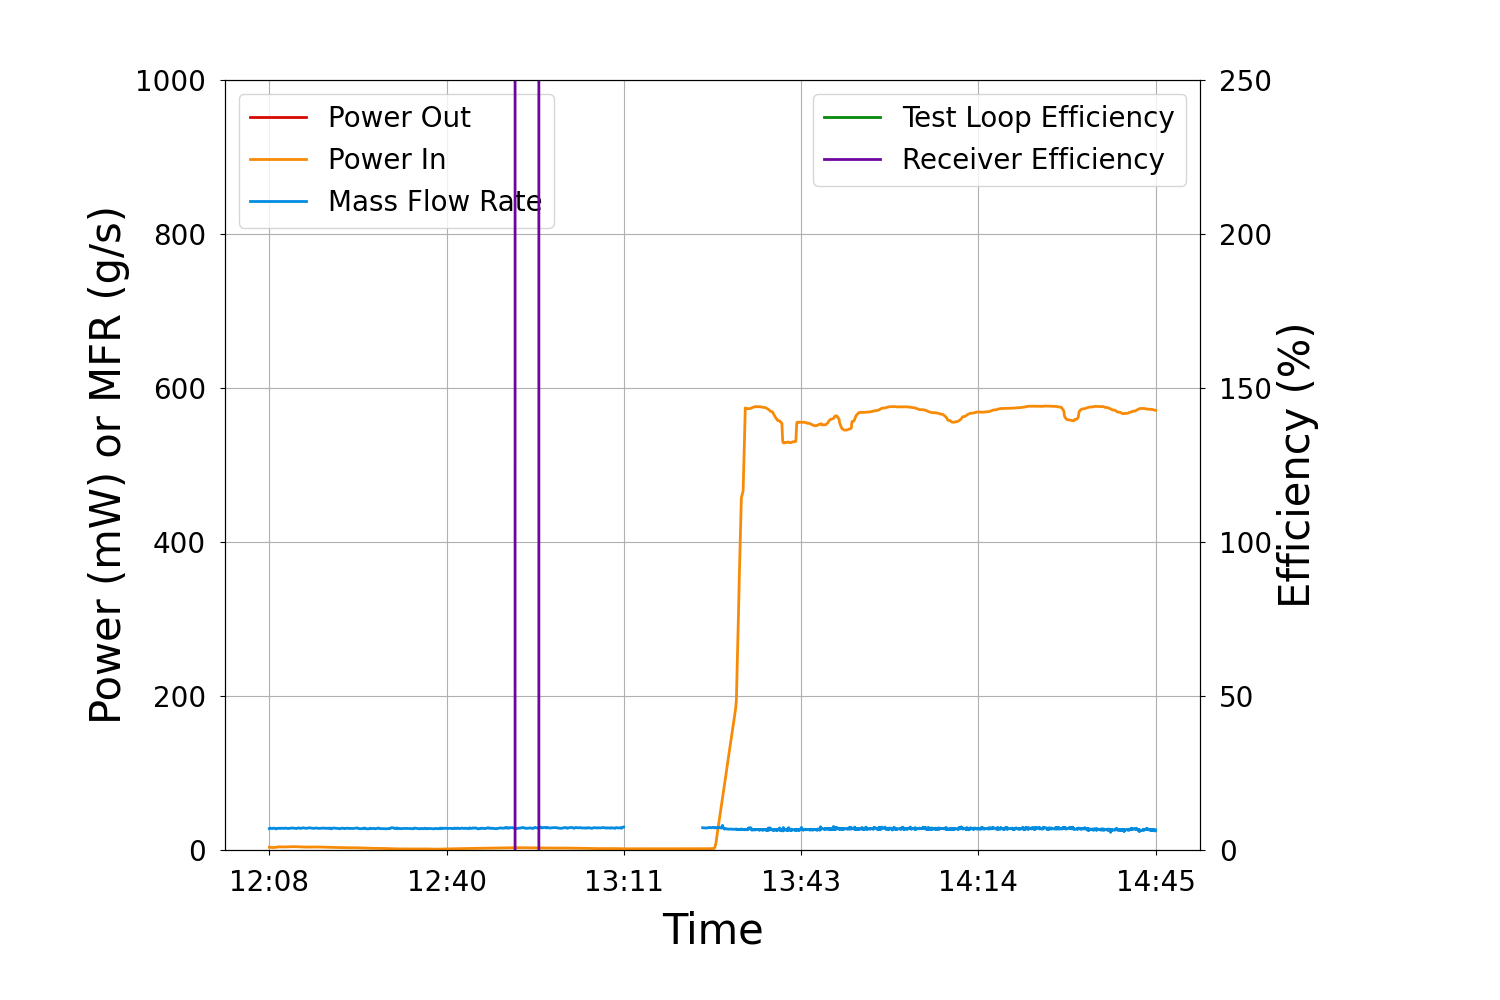 Power Out
Power In
Mass Flow Rate
Test Loop Efficiency
Receiver Efficiency
Power (mW) or MFR (g/s)
1000
800
600
400
200
0
250
200
150
100
50
0
Efficiency (%)
12:08
12:40
13:11
13:43
14:14
14:45
Time